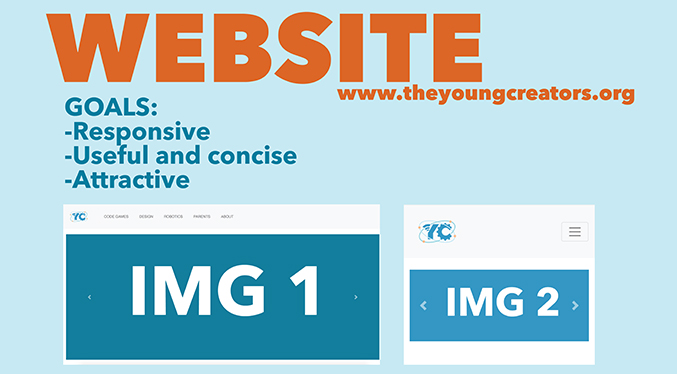 WEBSITE
www.theyoungcreators.org
GOALS:
-Responsive
-Useful and concise
-Attractive
YC
CODE GAMES DESIGN ROBOTICS PARENTS ABOUT
IMG 1
YC
IMG 2